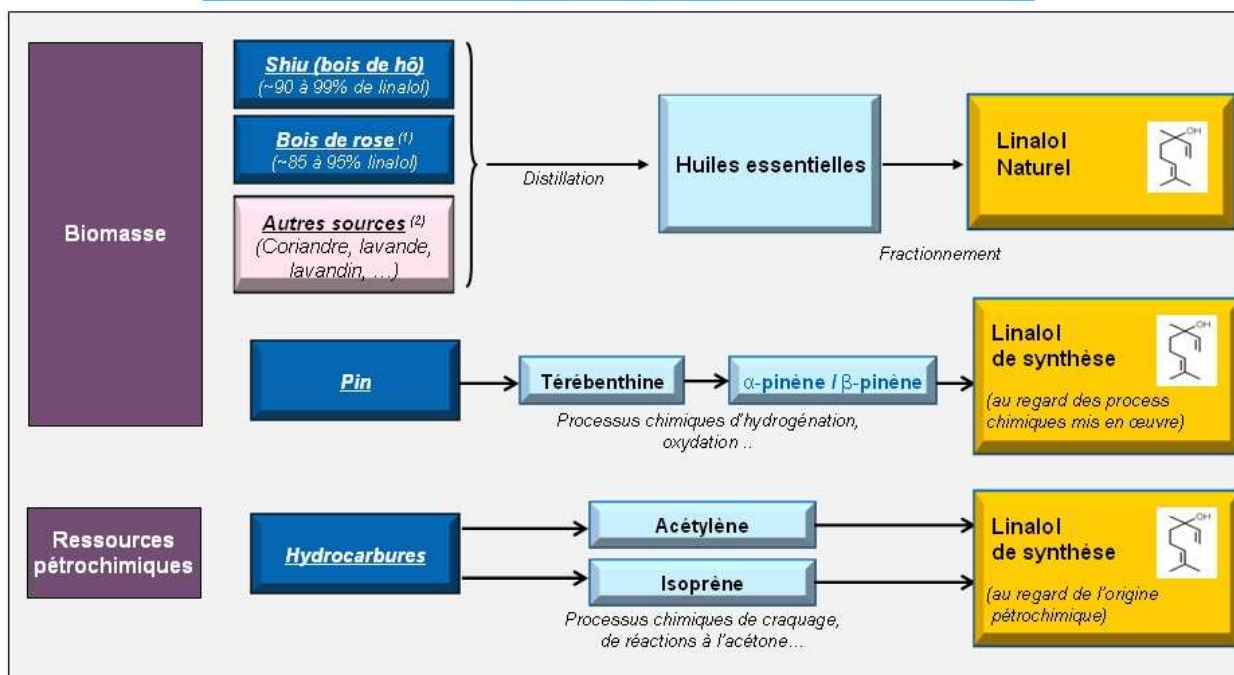 Biomasse
Shiu (bois de hô)
(~90 à 99% de linalol)
Bois de rose (1)
(~85 à 95% linalol)
Autres sources (2)
(Coriandre, lavande,
lavandin, …)
Distillation
Huiles essentielles
Fractionnement
Linalol
Naturel
OH
Pin
Térébenthine
α-pinène / β-pinène
Processus chimiques d'hydrogénation,
oxydation ..
Linalol
de synthèse
OH
(au regard des process
chimiques mis en œuvre)
Ressources
pétrochimiques
Hydrocarbures
Acétylène
Isoprène
Processus chimiques de craquage,
de réactions à l'acétone…
Linalol
de synthèse
OH
(au regard de l'origine
pétrochimique)